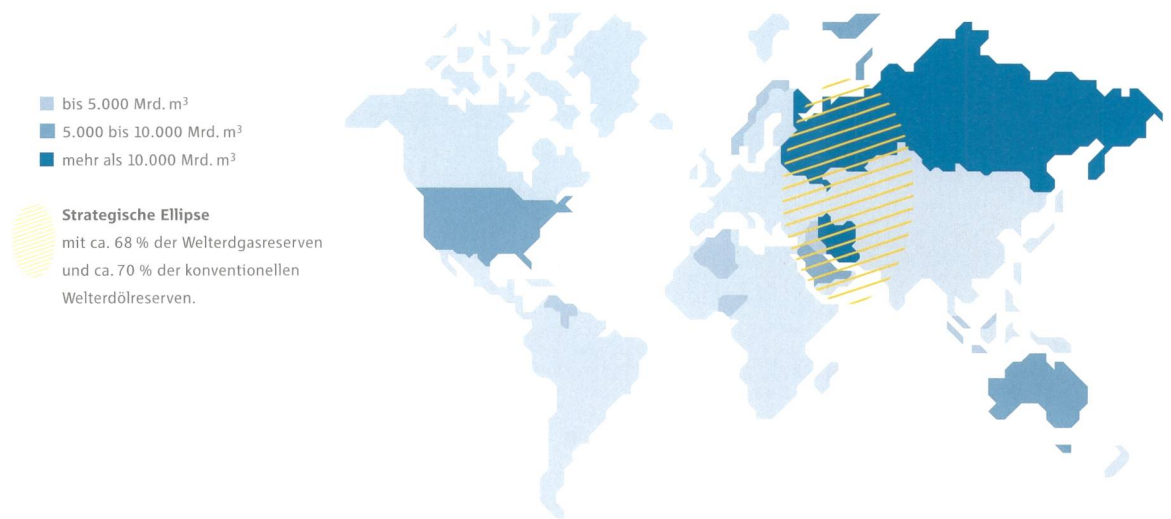 bis 5.000 Mrd. m³
5.000 bis 10.000 Mrd. m³
mehr als 10.000 Mrd. m³
Strategische Ellipse
mit ca. 68 % der Welterdgasreserven
und ca. 70 % der konventionellen
Welterdölreserven.